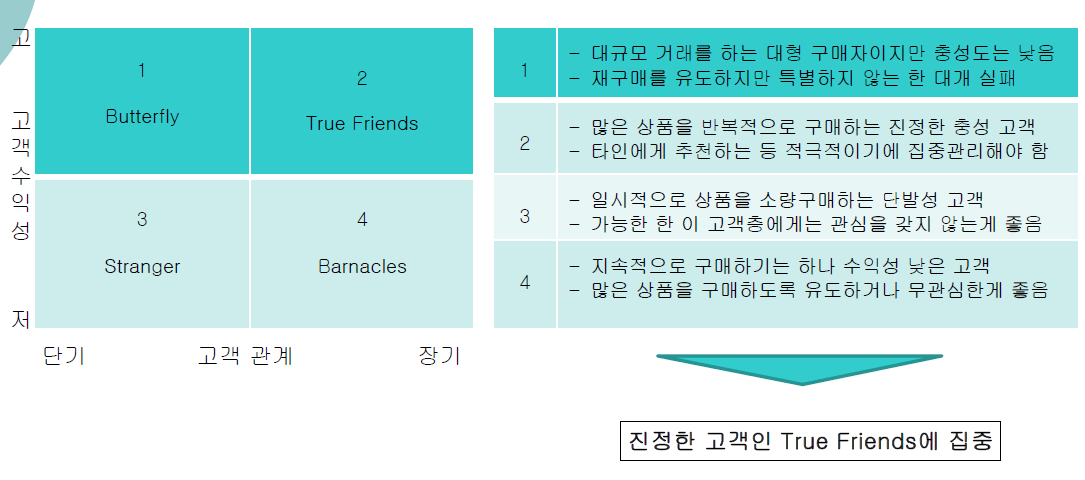 고
고객수익성
저
1
Butterfly
2
True Friends
3
Stranger
4
Barnacles
단기 고객 관계 장기
1
- 대규모 거래를 하는 대형 구매자이지만 충성도는 낮음
- 재구매를 유도하지만 특별하지 않는 한 대개 실패
2
- 많은 상품을 반복적으로 구매하는 진정한 충성 고객
- 타인에게 추천하는 등 적극적이기에 집중관리해야 함
3
- 일시적으로 상품을 소량구매하는 단발성 고객
- 가능한 한 이 고객층에게는 관심을 갖지 않는게 좋음
4
- 지속적으로 구매하기는 하나 수익성 낮은 고객
- 많은 상품을 구매하도록 유도하거나 무관심한게 좋음
진정한 고객인 True Friends에 집중